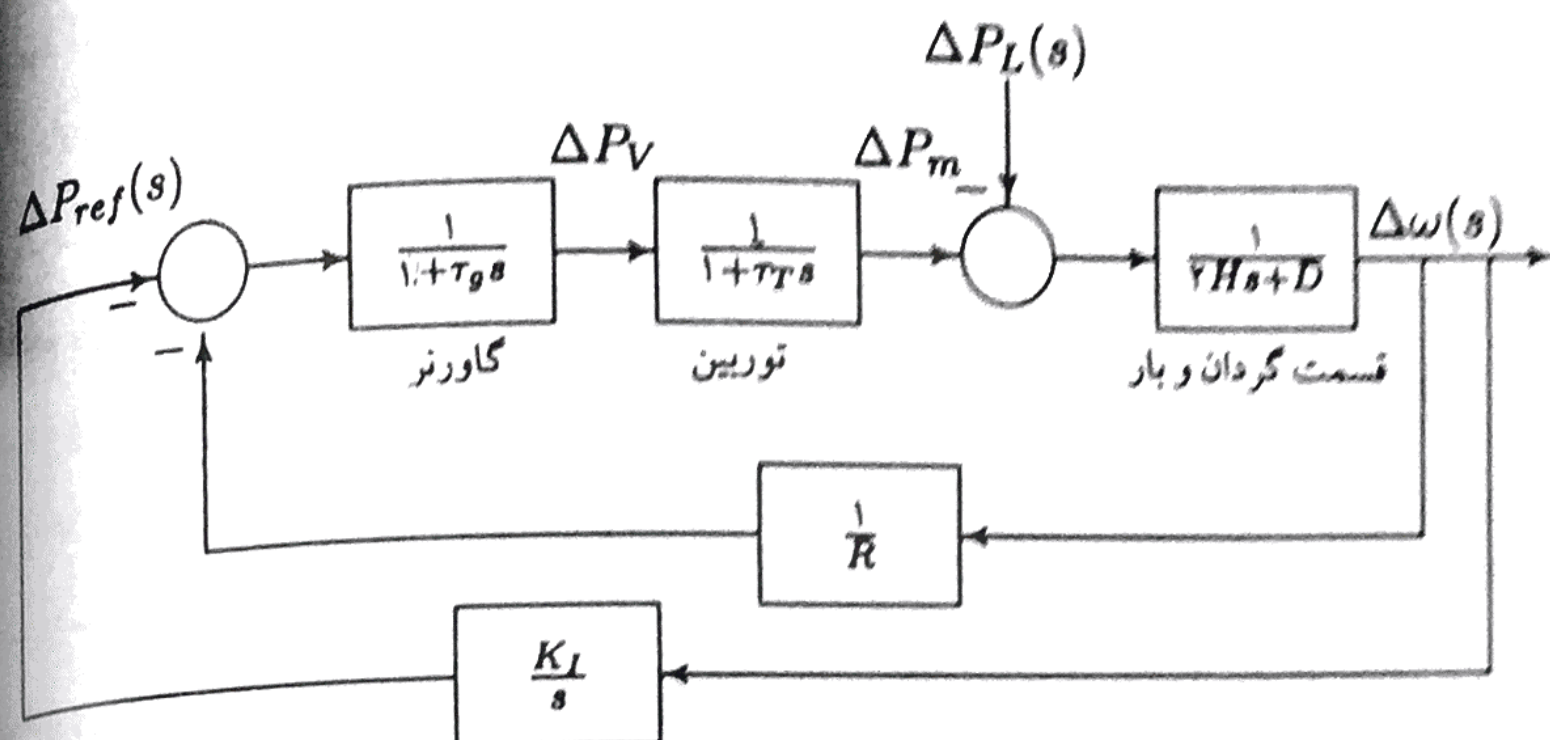 ΔP_L(s)
ΔP_ref(s)
ΔP_V
ΔP_m
−
Δω(s)
۱/(۱+τ_g s)
۱/(۱+τ_T s)
۱/(۲Hs+D)
−
−
گاورنر
توربین
قسمت گردان و بار
۱/R
K_I/s